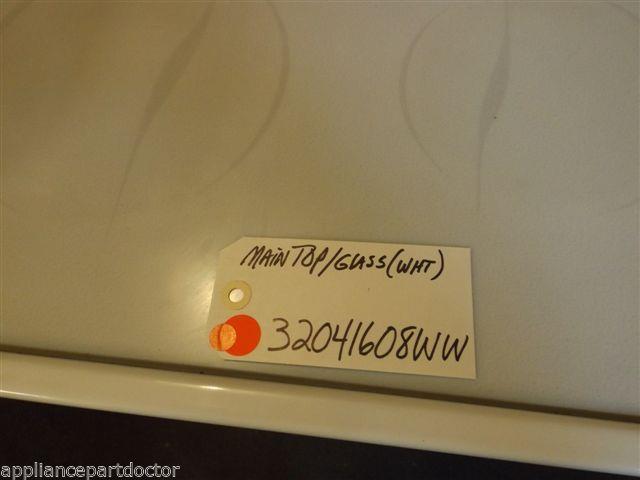 MAIN TOP/GLASS (WHT)
32041608WW
appliancepartdoctor